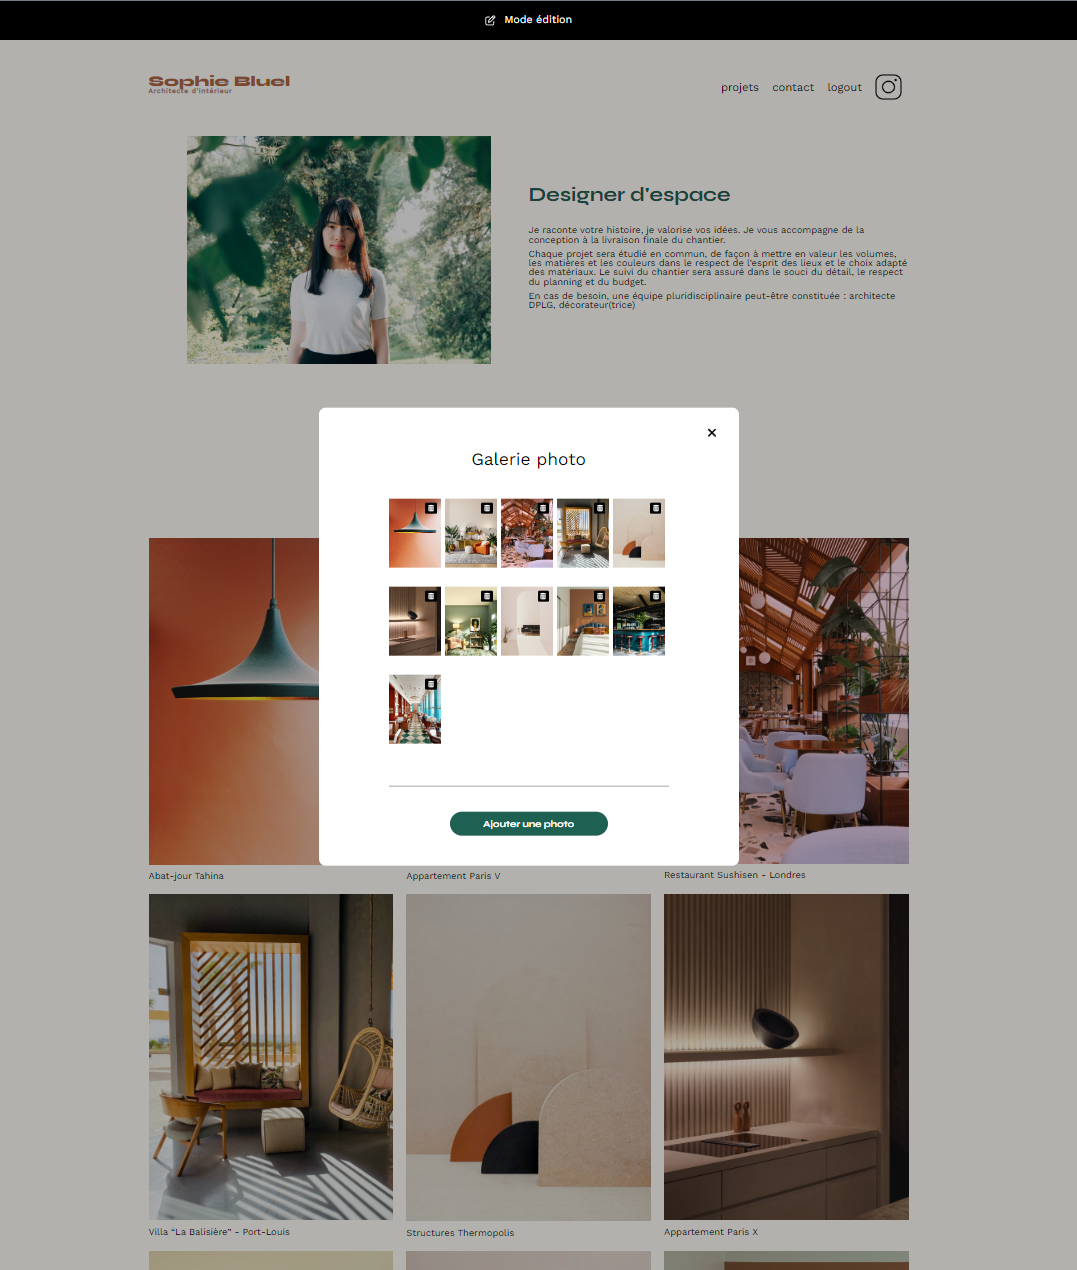 Mode édition
Sophie Bluel
Architecte d'intérieur
projets contact logout
Designer d'espace
Je raconte votre histoire, je valorise vos idées. Je vous accompagne de la
conception à la livraison finale du chantier.
Chaque projet sera étudié en commun, de façon à mettre en valeur les volumes,
les matières et les couleurs dans le respect de l'esprit des lieux et le choix adapté
des matériaux. Le suivi du chantier sera assuré dans le souci du détail, le respect
du planning et du budget.
En cas de besoin, une équipe pluridisciplinaire peut-être constituée : architecte
DPLG, décorateur(trice)
Galerie photo
Ajouter une photo
Abat-jour Tahina
Appartement Paris V
Restaurant Sushisen - Londres
Villa “La Balisière” - Port-Louis
Structures Thermopolis
Appartement Paris X